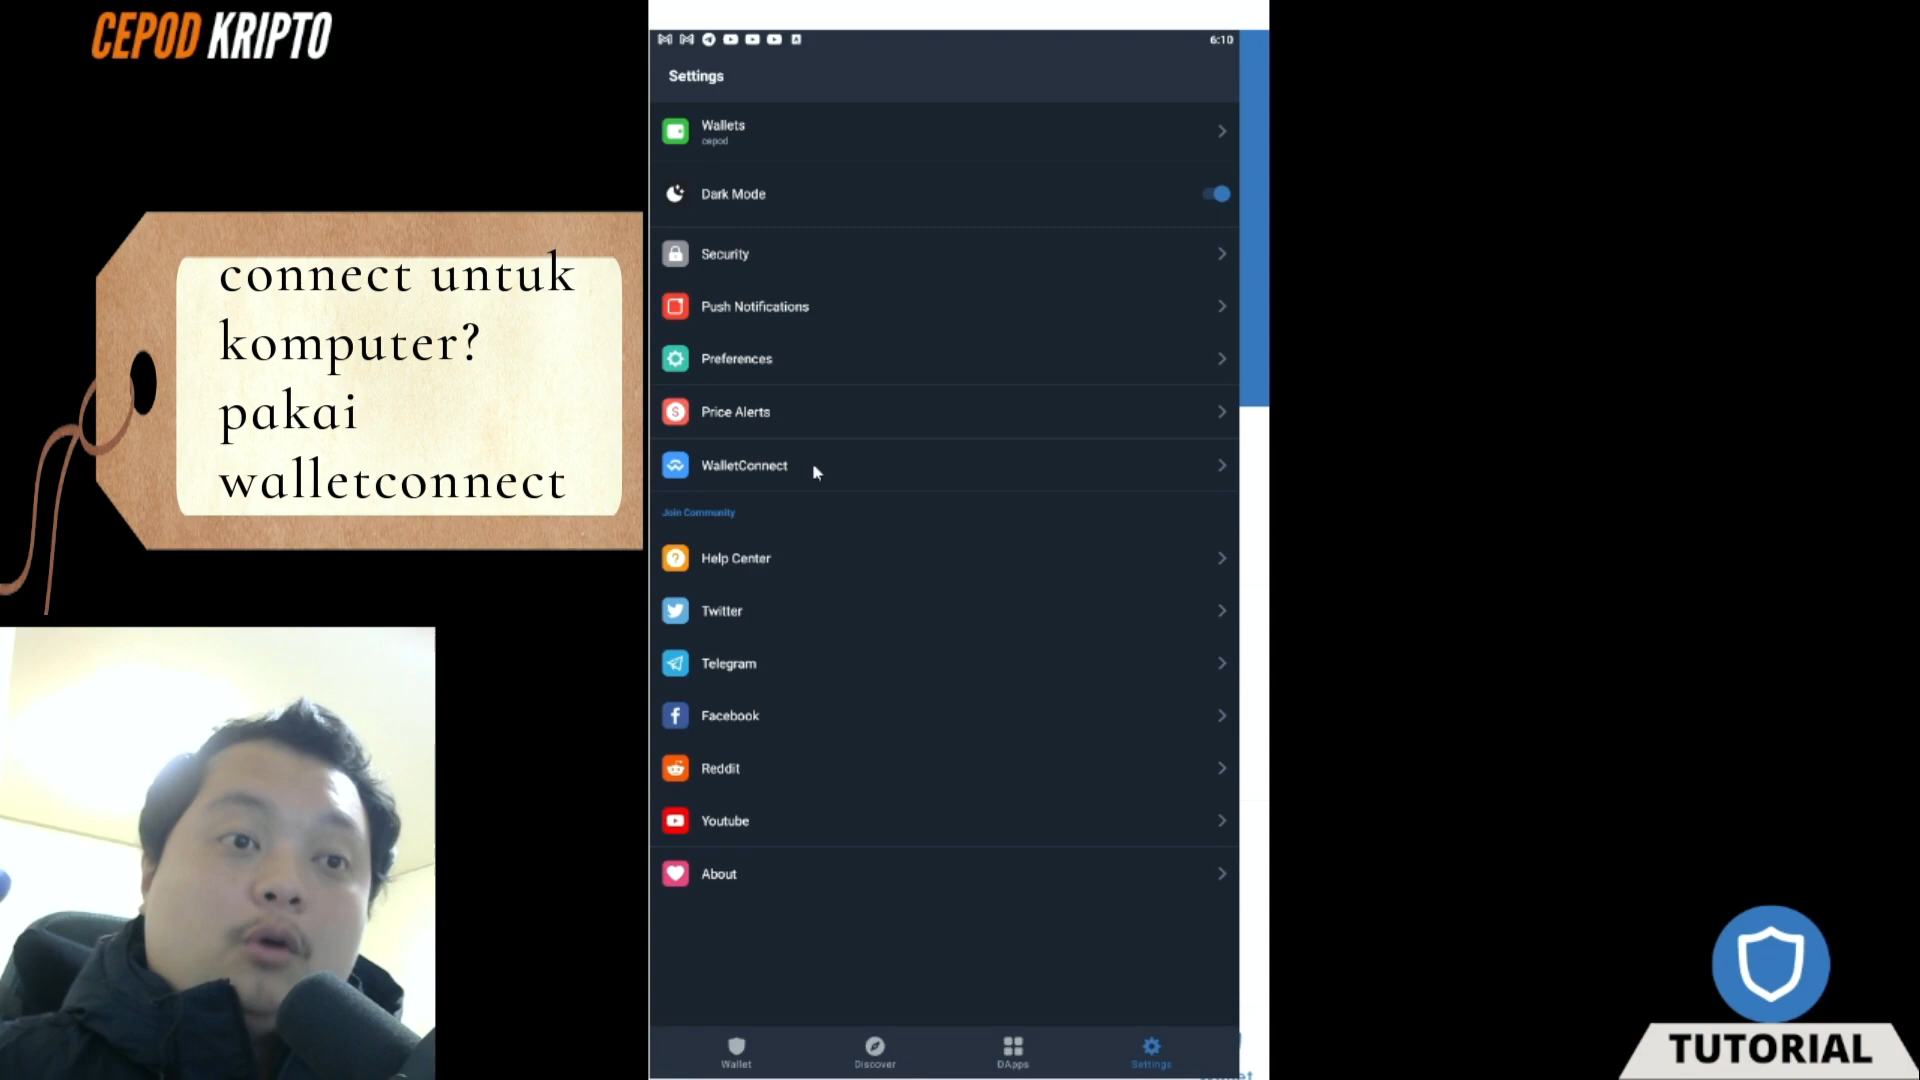 CEPOD KRIPTO
connect untuk
komputer?
pakai
walletconnect
6:10
Settings
Wallets
cepod
Dark Mode
Security
Push Notifications
Preferences
Price Alerts
WalletConnect
Join Community
Help Center
Twitter
Telegram
Facebook
Reddit
Youtube
About
Wallet
Discover
DApps
Settings
TUTORIAL